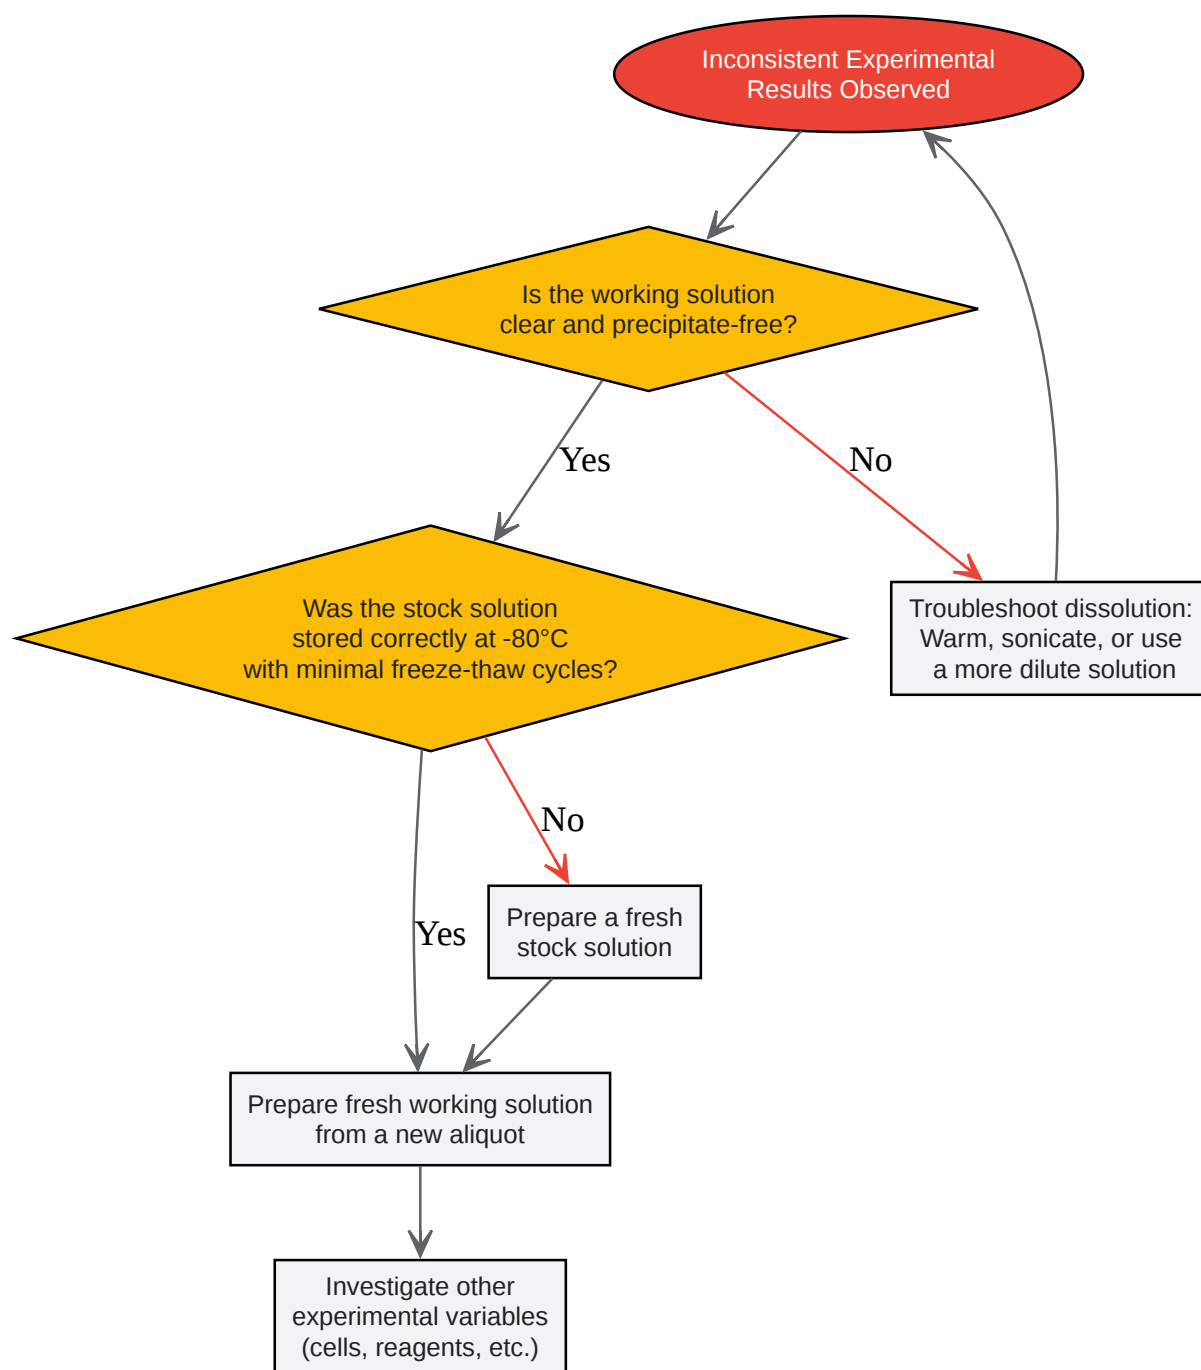 Inconsistent Experimental
Results Observed
Is the working solution
clear and precipitate-free?
Yes
No
Was the stock solution
stored correctly at -80°C
with minimal freeze-thaw cycles?
Troubleshoot dissolution:
Warm, sonicate, or use
a more dilute solution
No
Yes
Prepare a fresh
stock solution
Prepare fresh working solution
from a new aliquot
Investigate other
experimental variables
(cells, reagents, etc.)